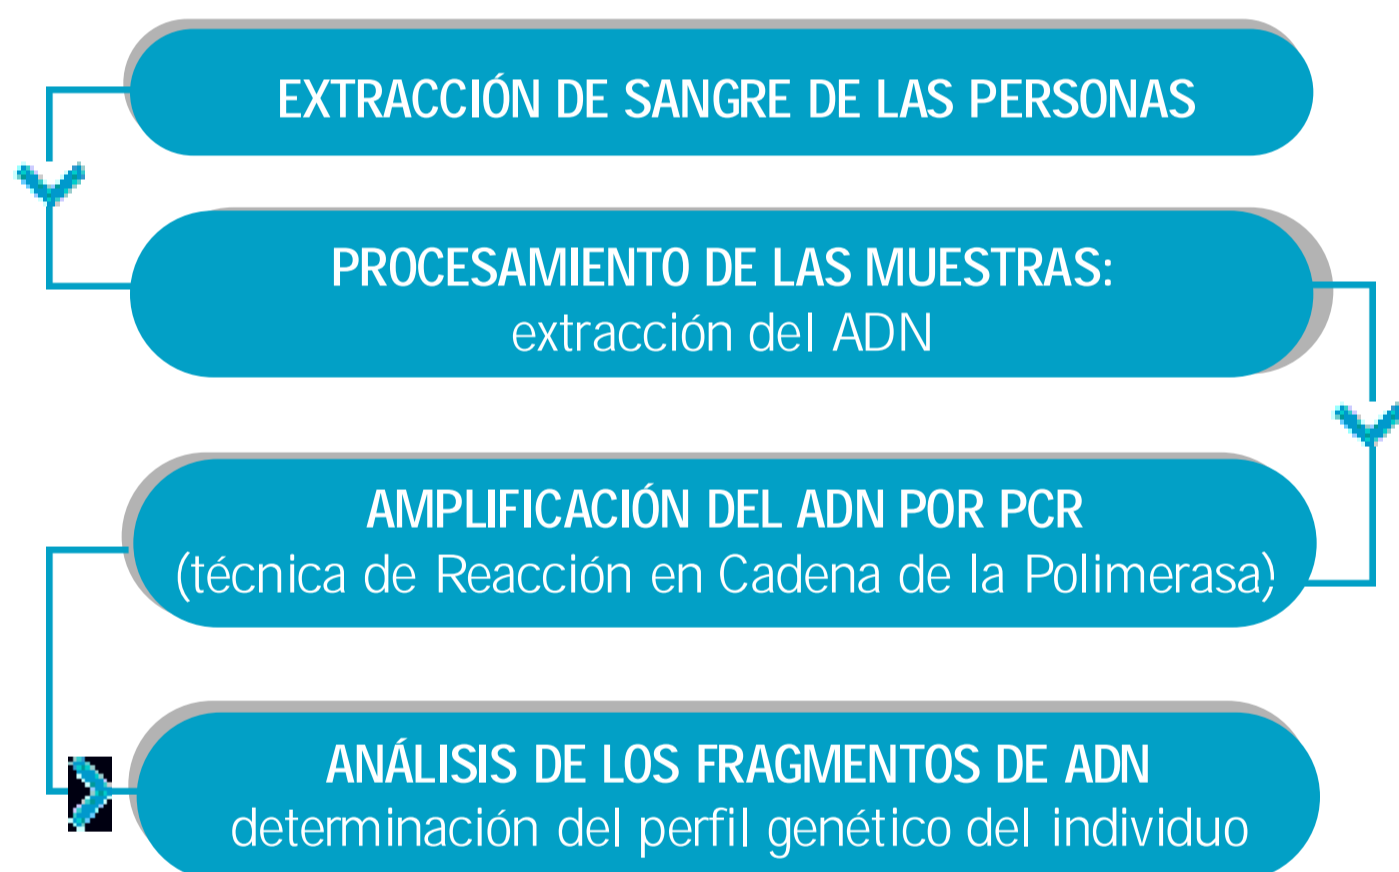 EXTRACCIÓN DE SANGRE DE LAS PERSONAS
PROCESAMIENTO DE LAS MUESTRAS:
extracción del ADN
AMPLIFICACIÓN DEL ADN POR PCR
(técnica de Reacción en Cadena de la Polimerasa)
ANÁLISIS DE LOS FRAGMENTOS DE ADN
determinación del perfil genético del individuo